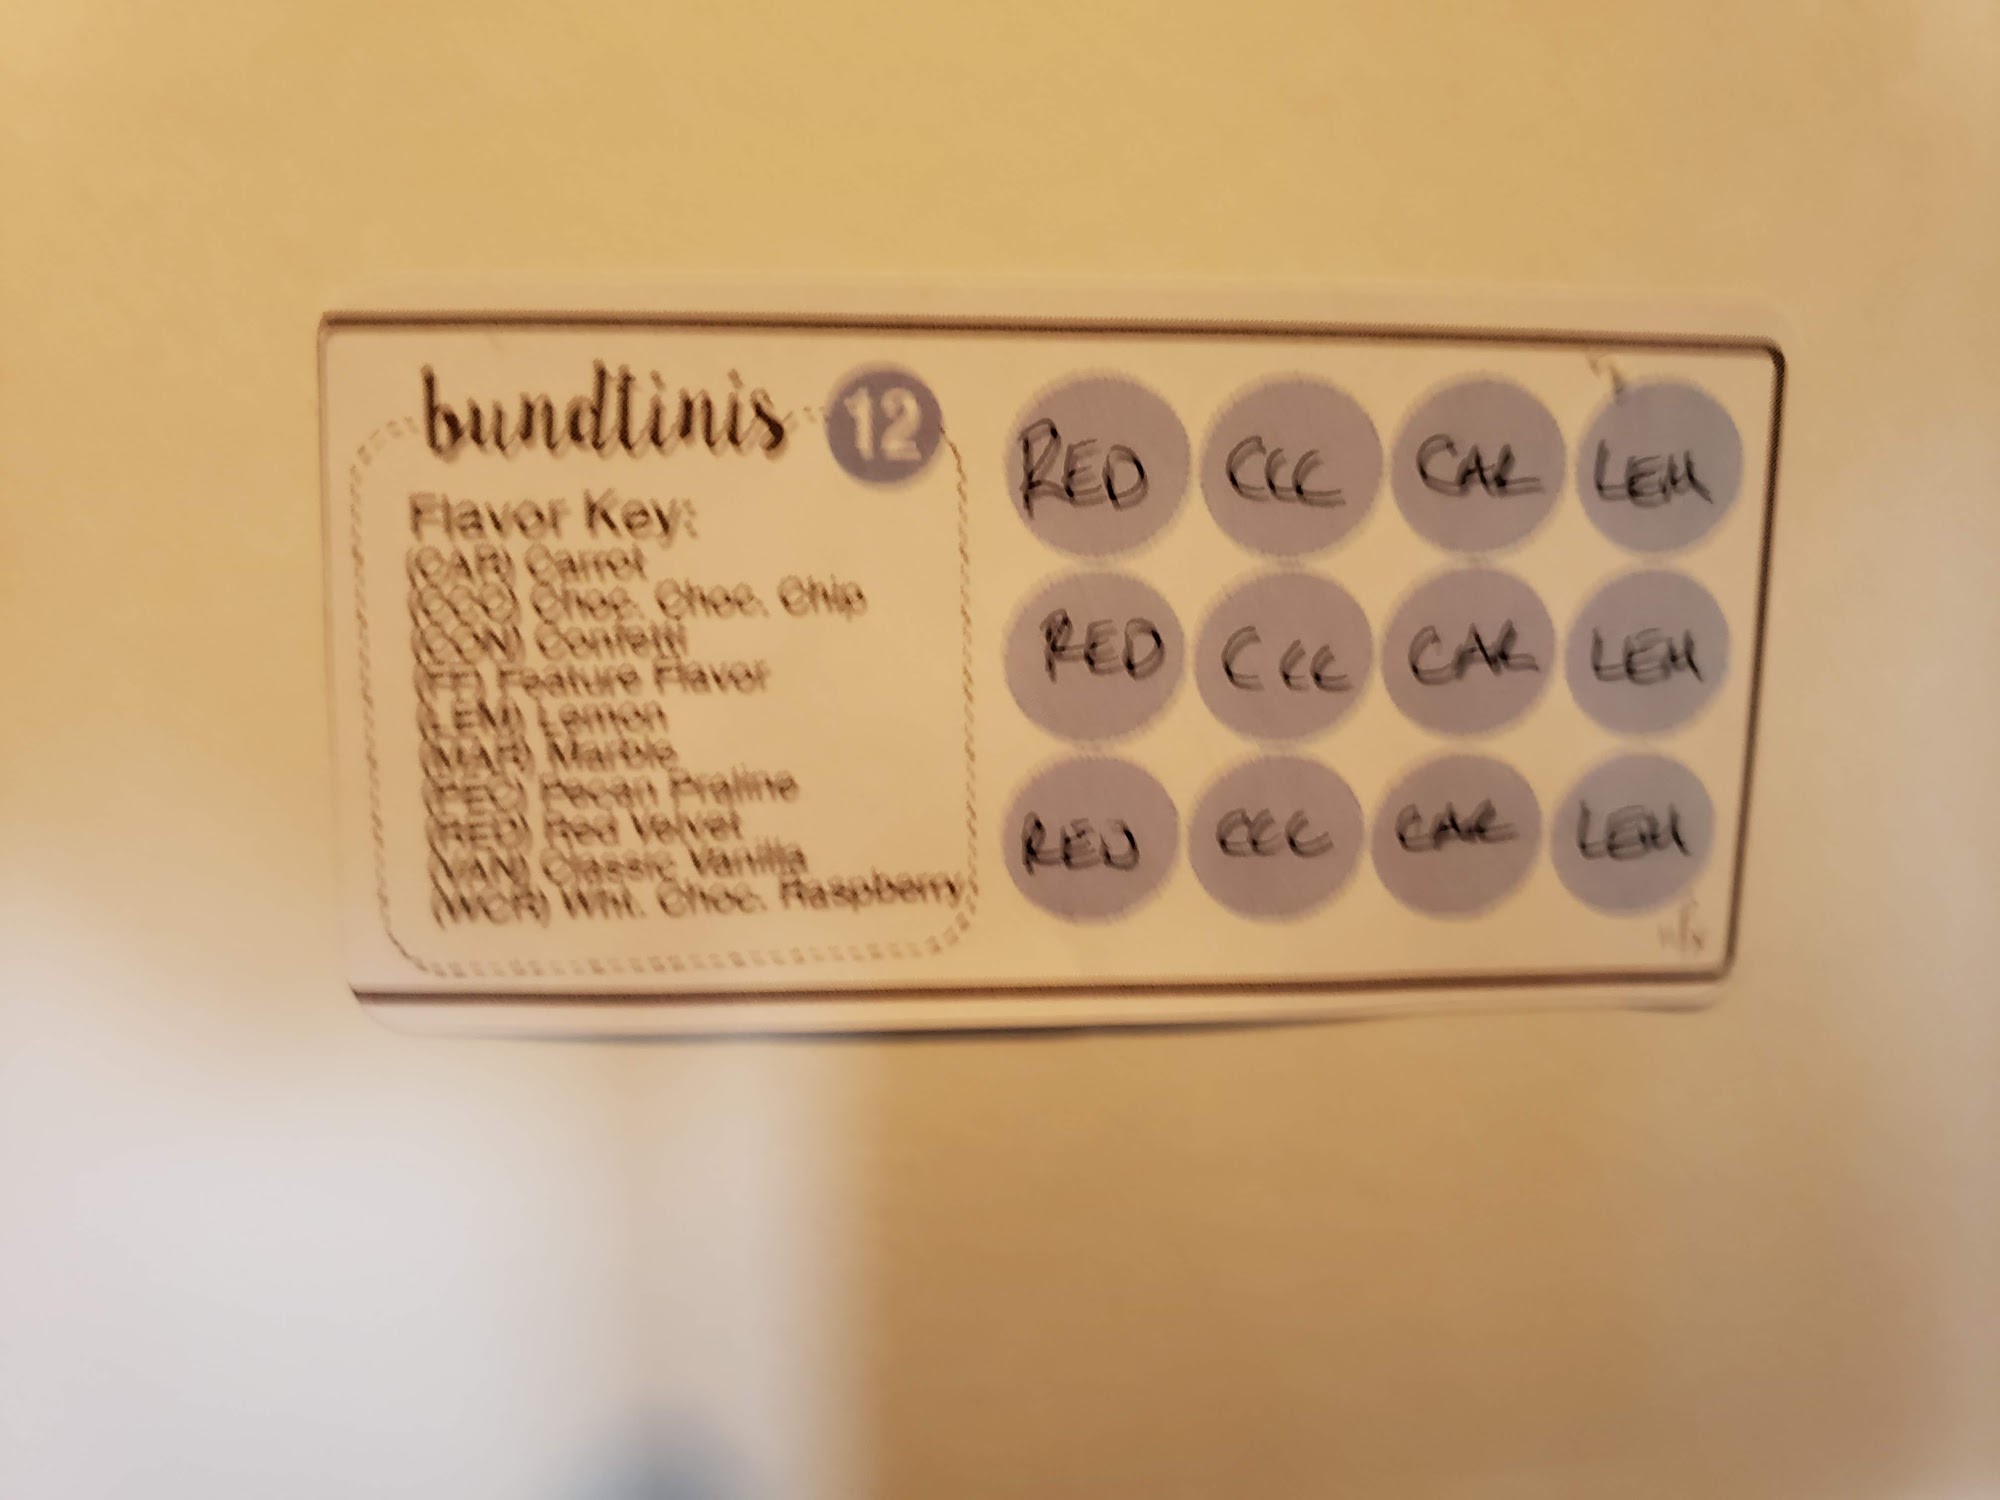 bundtinis 12
Flavor Key:
(CAR) Carrot
(CCC) Choc. Choc. Chip
(CON) Confetti
(FF) Feature Flavor
(LEM) Lemon
(MAR) Marble
(PEC) Pecan Praline
(RED) Red Velvet
(VAN) Classic Vanilla
(WCR) Wht. Choc. Raspberry
RED CCC CAR LEM
RED CCC CAR LEM
RED CCC CAR LEM